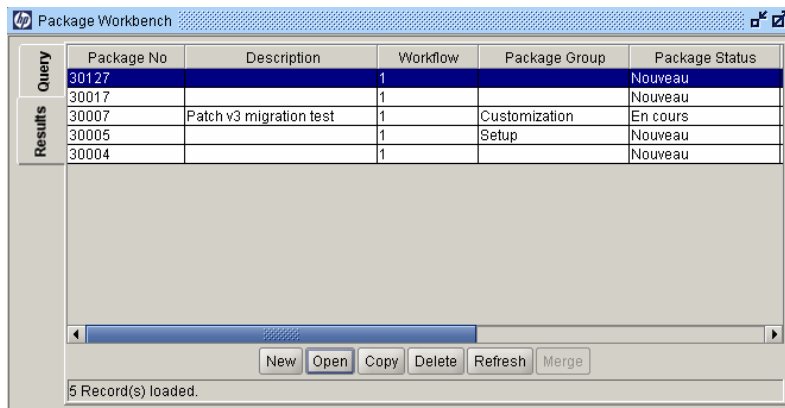 hp Package Workbench
Query
Results
Package No Description Workflow Package Group Package Status
30127 1 Nouveau
30017 1 Nouveau
30007 Patch v3 migration test 1 Customization En cours
30005 1 Setup Nouveau
30004 1 Nouveau
New Open Copy Delete Refresh Merge
5 Record(s) loaded.